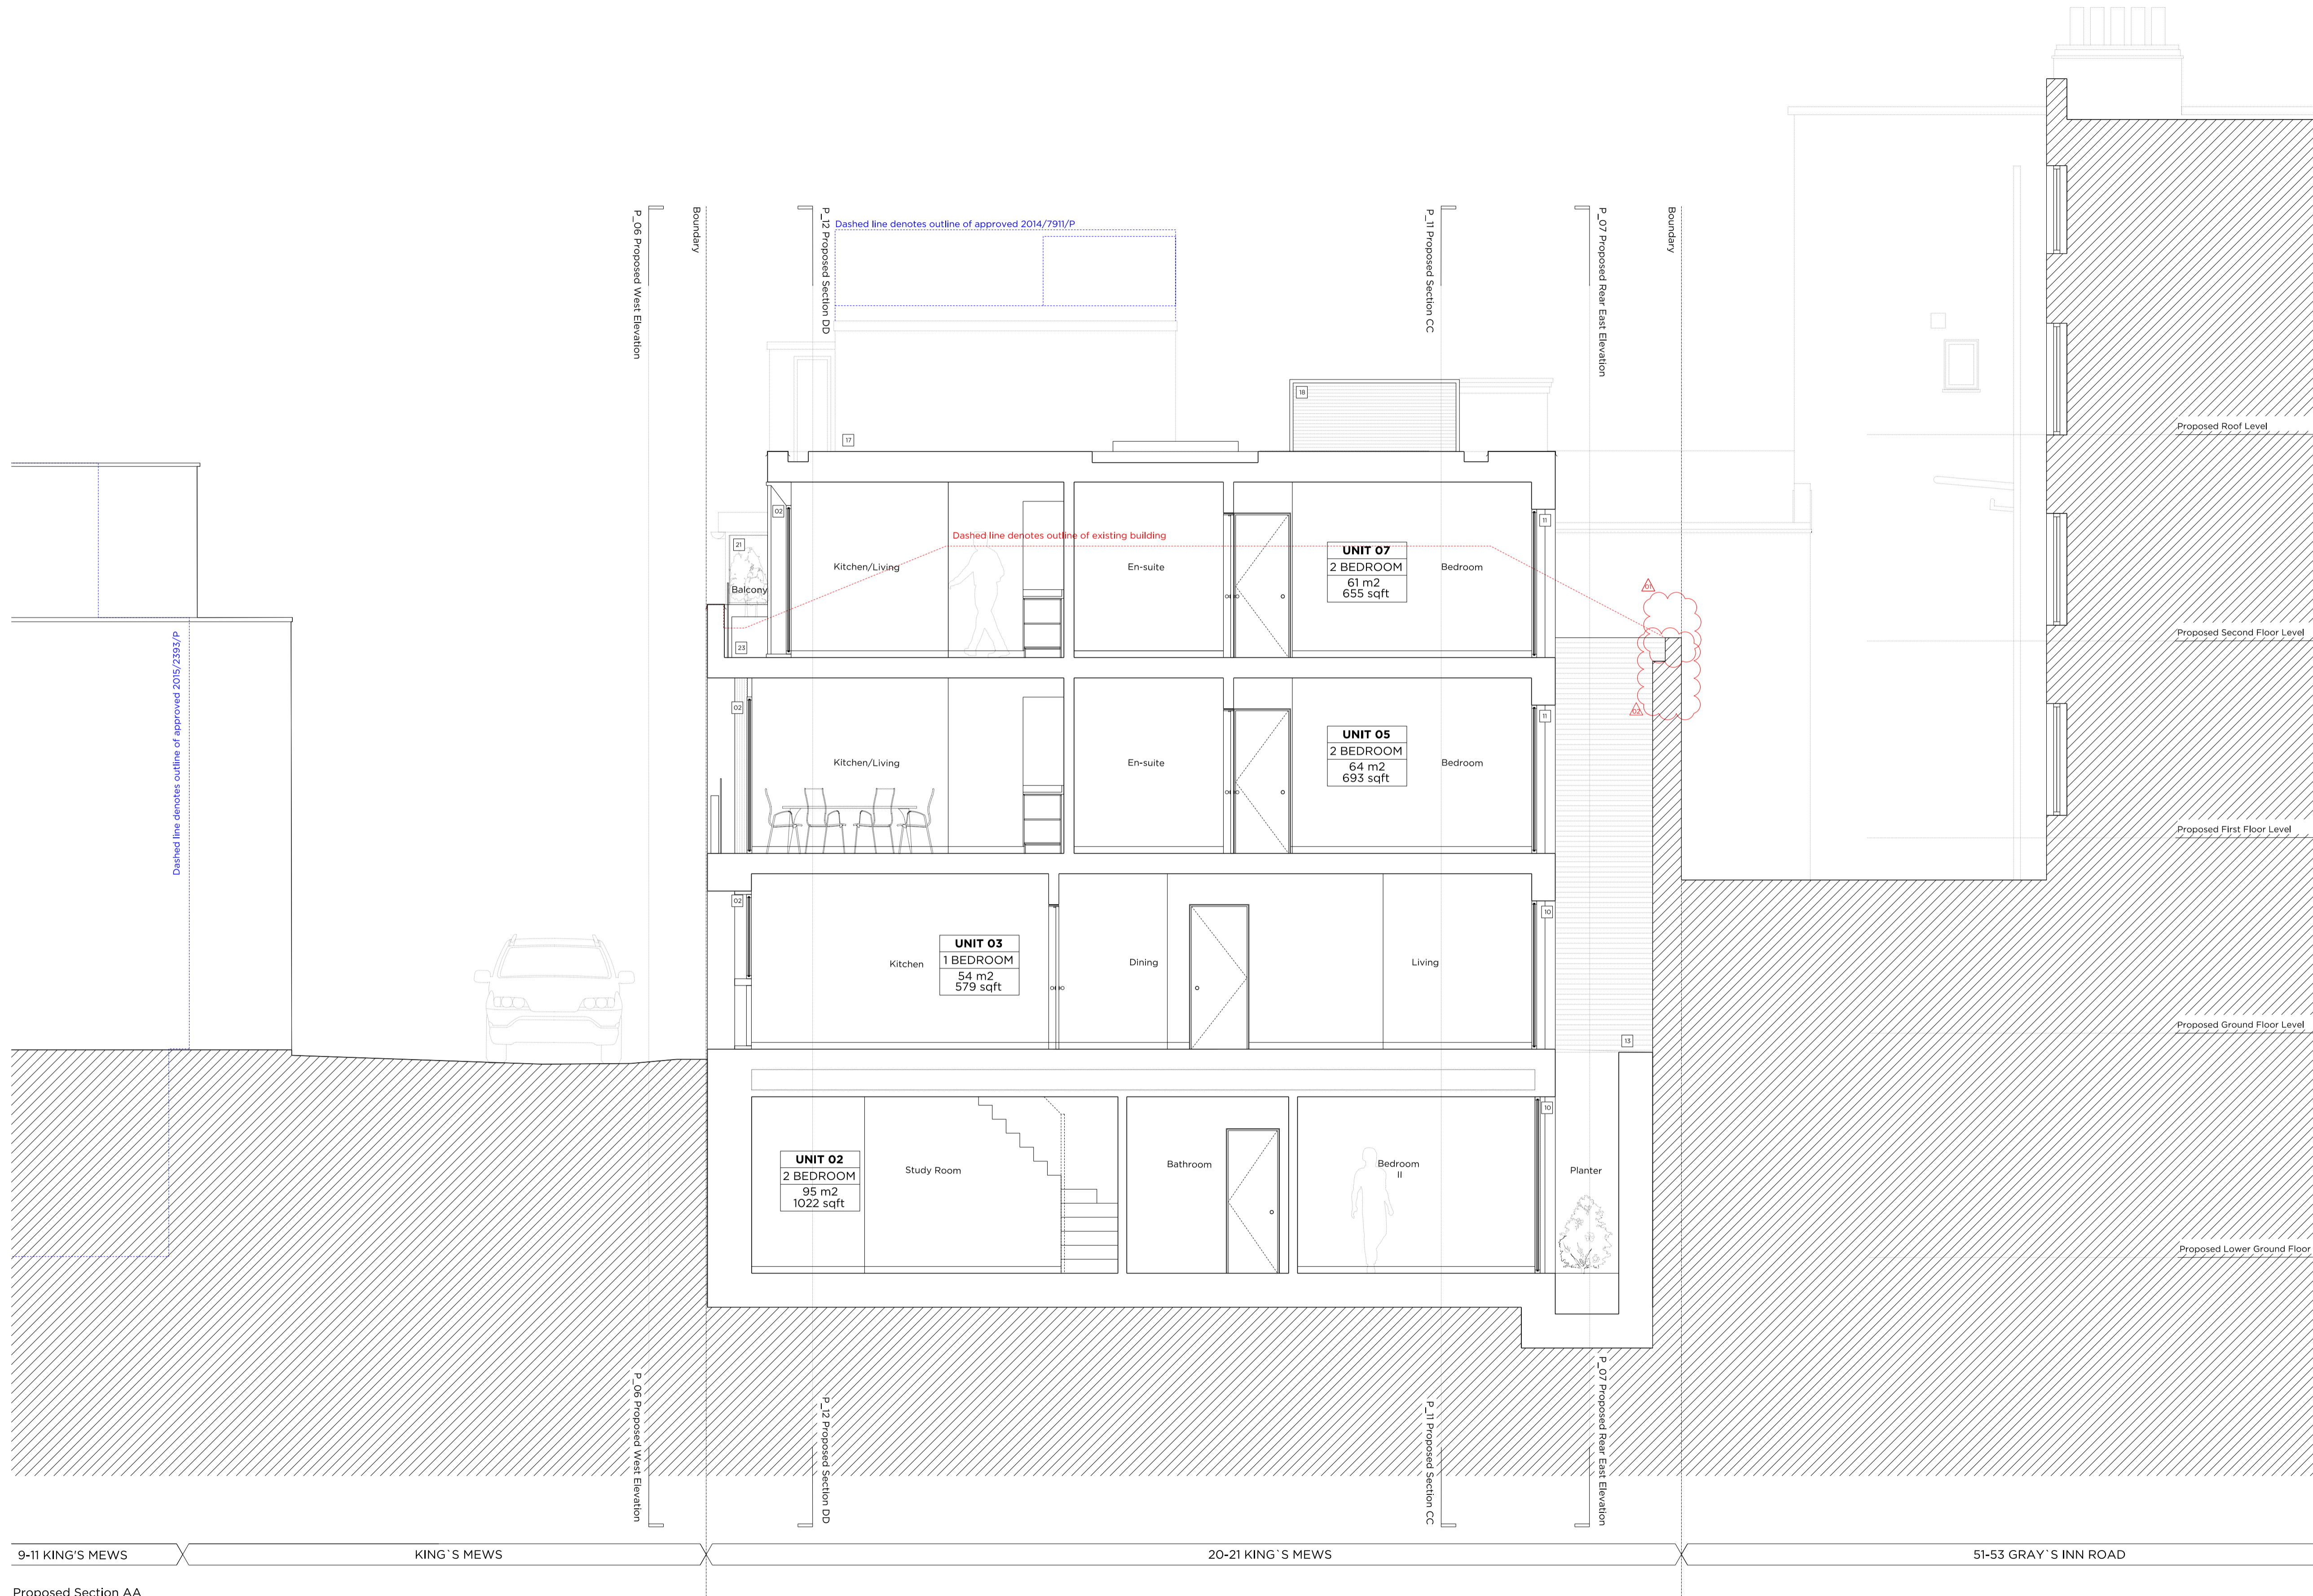 P_06 Proposed West Elevation
Boundary
P_12 Proposed Section DD
Dashed line denotes outline of approved 2014/7911/P
P_11 Proposed Section CC
P_07 Proposed Rear East Elevation
Boundary
18
17
Proposed Roof Level
02
11
21
Dashed line denotes outline of existing building
Kitchen/Living
En-suite
UNIT 07
2 BEDROOM
61 m2
655 sqft
Bedroom
Balcony
01
23
Proposed Second Floor Level
Dashed line denotes outline of approved 2015/2393/P
02
11
02
UNIT 05
2 BEDROOM
64 m2
693 sqft
Kitchen/Living
En-suite
Bedroom
Proposed First Floor Level
02
10
UNIT 03
1 BEDROOM
54 m2
579 sqft
Kitchen
Dining
Living
Proposed Ground Floor Level
13
10
UNIT 02
2 BEDROOM
95 m2
1022 sqft
Study Room
Bathroom
Bedroom
II
Planter
Proposed Lower Ground Floor
P_06 Proposed West Elevation
P_12 Proposed Section DD
P_11 Proposed Section CC
P_07 Proposed Rear East Elevation
9-11 KING'S MEWS
KING`S MEWS
20-21 KING`S MEWS
51-53 GRAY`S INN ROAD
Proposed Section AA